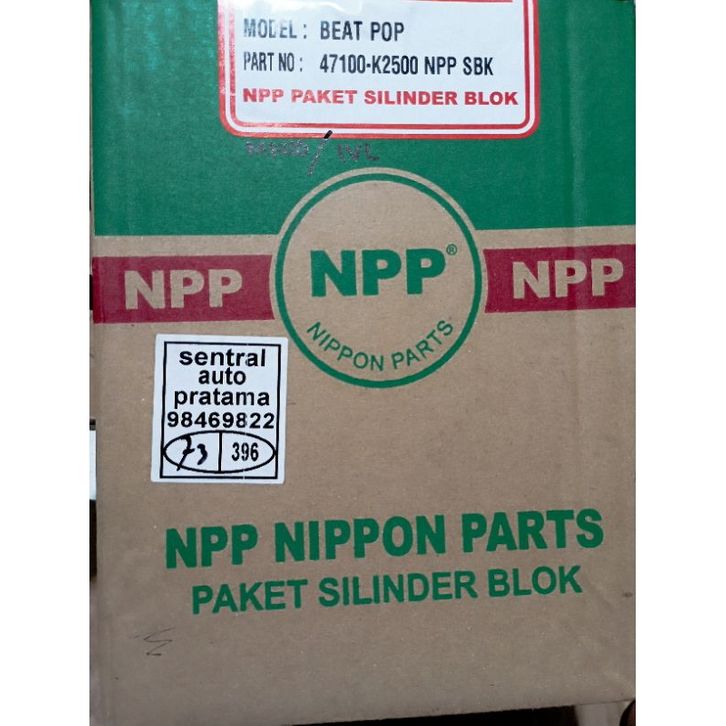 MODEL : BEAT POP
PART NO : 47100-K2500 NPP SBK
NPP PAKET SILINDER BLOK
NPP
NPP®
NPP
NIPPON PARTS
sentral
auto
pratama
98469822
73 396
NPP NIPPON PARTS
PAKET SILINDER BLOK